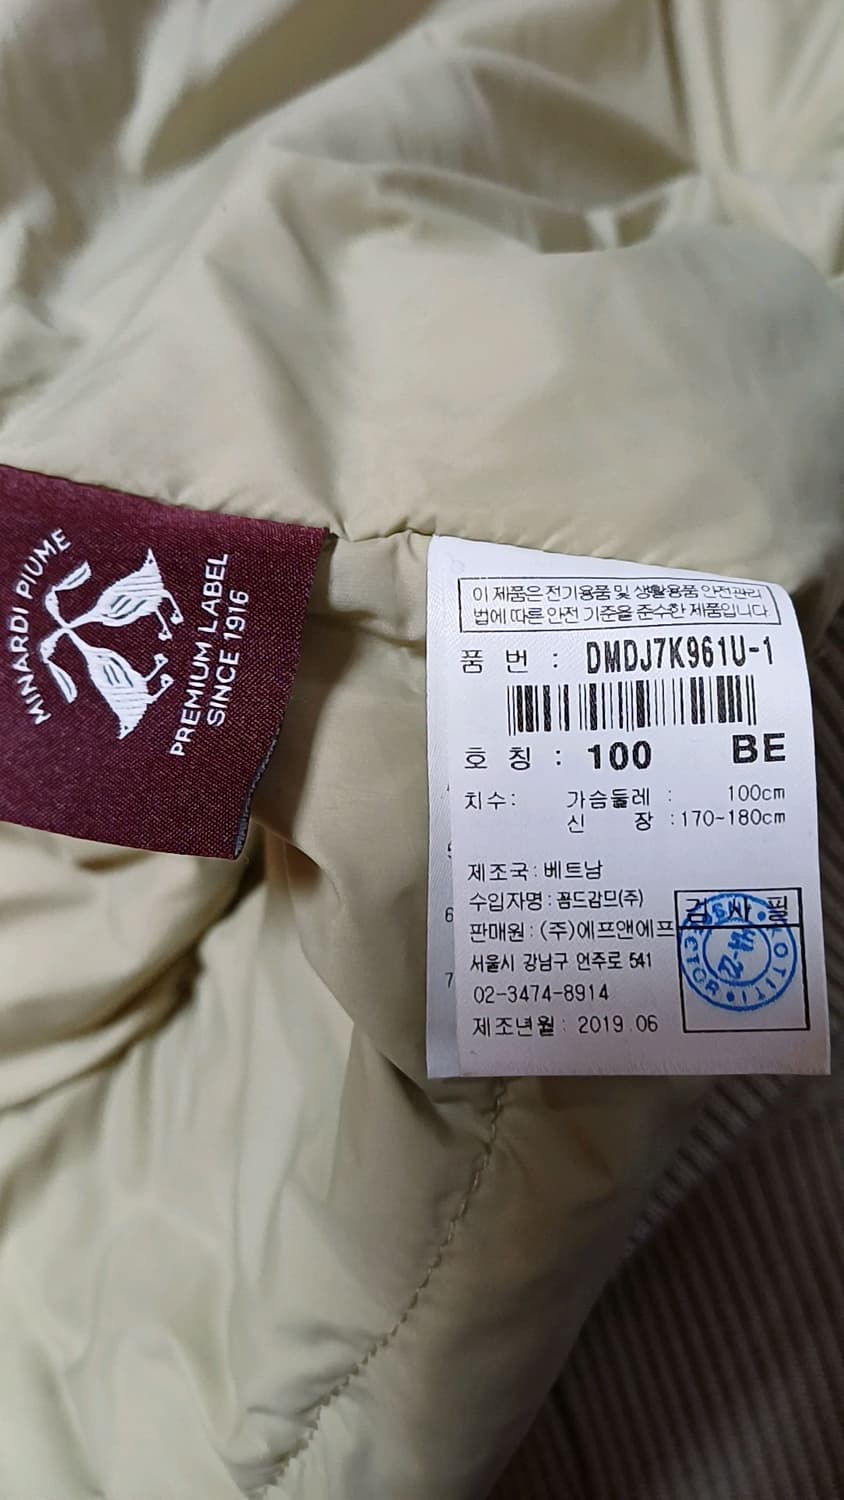 MINARDI PIUME
PREMIUM LABEL
SINCE 1916
이 제품은 전기용품 및 생활용품 안전관리
법에 따른 안전 기준을 준수한 제품입니다.
품 번 : DMDJ7K961U-1
호 칭 : 100 BE
치수: 가슴둘레 : 100cm
신 장 :170~180cm
제조국: 베트남
수입자명: 꼼드감므(주)
판매원: (주)에프앤에프
서울시 강남구 언주로 541
02-3474-8914
제조년월: 2019.06
검 사 필
KOTITI
6
7